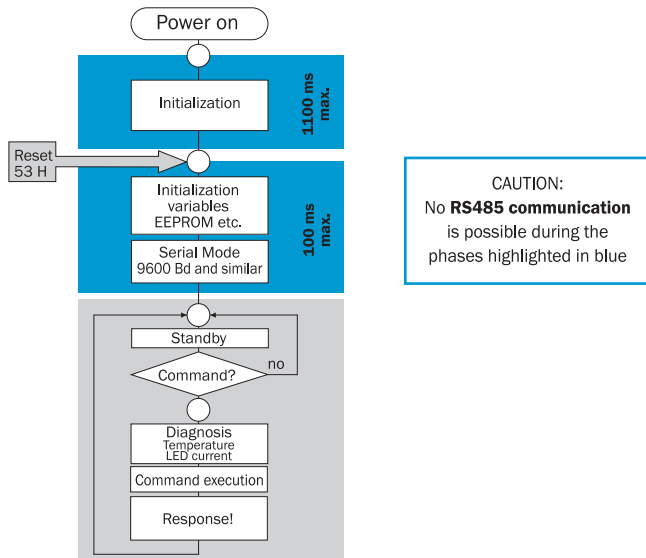 Power on
Initialization
1100 ms
max.
Reset
53 H
Initialization
variables
EEPROM etc.
Serial Mode
9600 Bd and similar
100 ms
max.
CAUTION:
No RS485 communication
is possible during the
phases highlighted in blue
Standby
Command?
no
Diagnosis
Temperature
LED current
Command execution
Response!